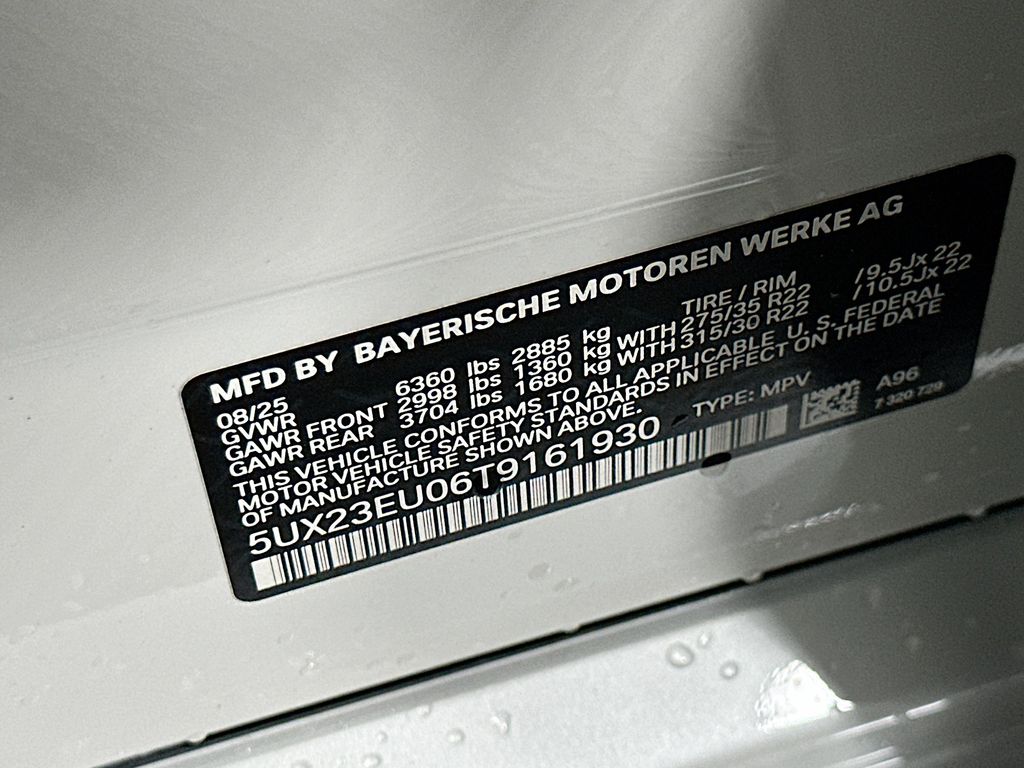 MFD BY BAYERISCHE MOTOREN WERKE AG
08/25 TIRE / RIM
GVWR 6360 lbs 2885 kg
GAWR FRONT 2998 lbs 1360 kg WITH 275/35 R22 /9.5Jx 22
GAWR REAR 3704 lbs 1680 kg WITH 315/30 R22 /10.5Jx 22
THIS VEHICLE CONFORMS TO ALL APPLICABLE U. S. FEDERAL
MOTOR VEHICLE SAFETY STANDARDS IN EFFECT ON THE DATE
OF MANUFACTURE SHOWN ABOVE.
5UX23EU06T9161930 TYPE: MPV A96
7 320 729